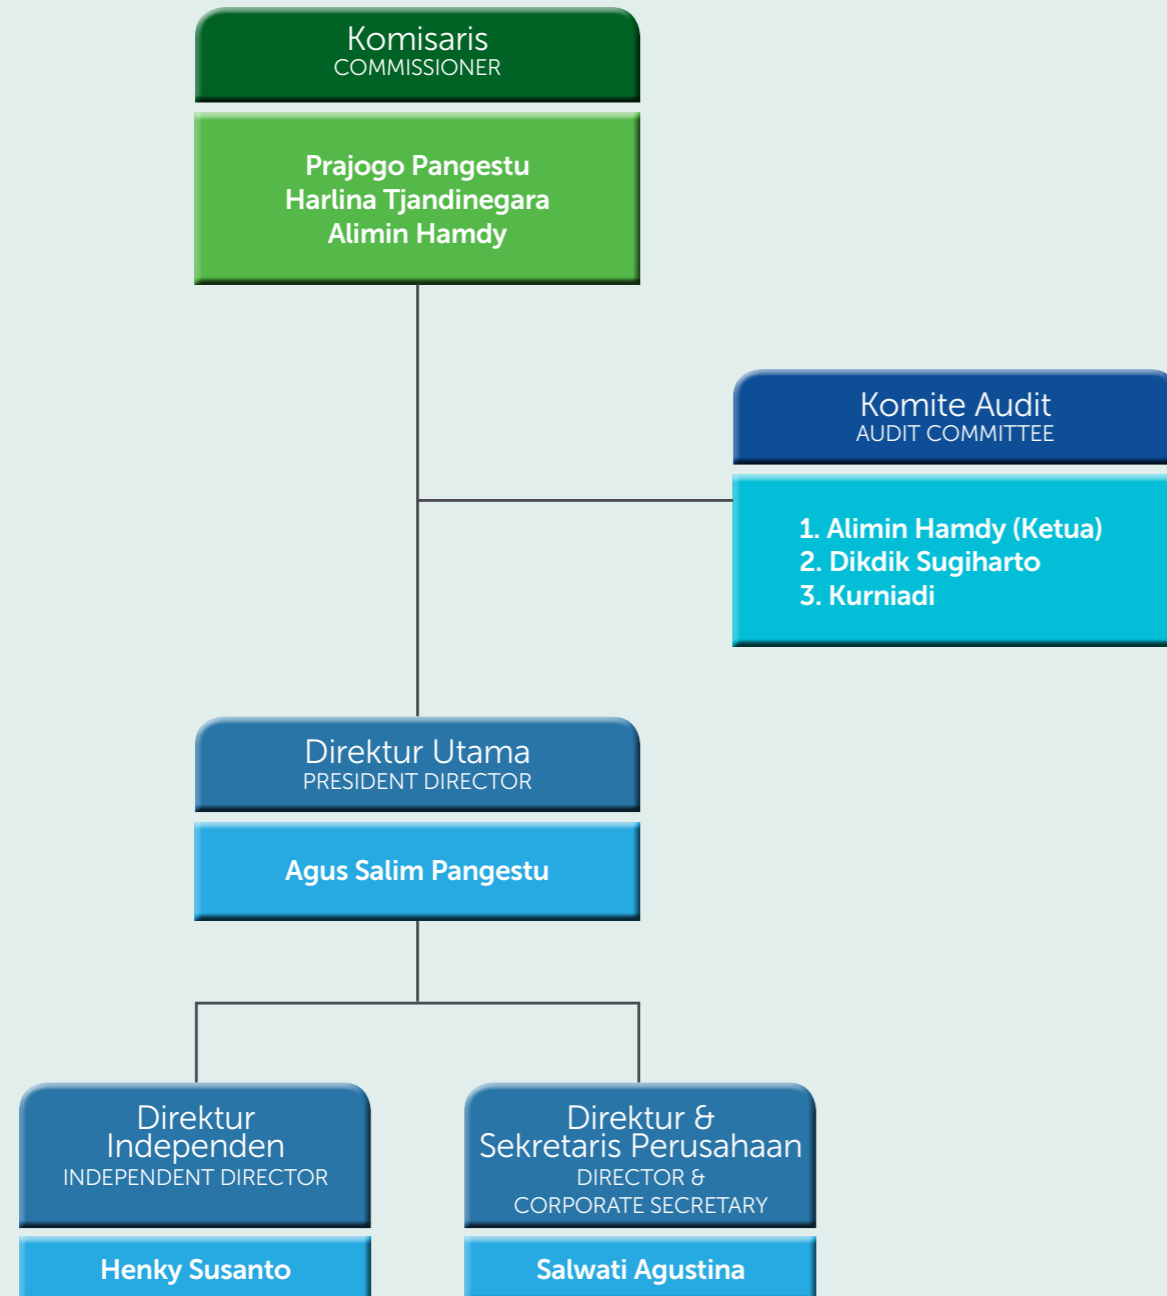 Komisaris
COMMISSIONER
Prajogo Pangestu
Harlina Tjandinegara
Alimin Hamdy
Komite Audit
AUDIT COMMITTEE
1. Alimin Hamdy (Ketua)
2. Dikdik Sugiharto
3. Kurniadi
Direktur Utama
PRESIDENT DIRECTOR
Agus Salim Pangestu
Direktur
Independen
INDEPENDENT DIRECTOR
Henky Susanto
Direktur &
Sekretaris Perusahaan
DIRECTOR &
CORPORATE SECRETARY
Salwati Agustina